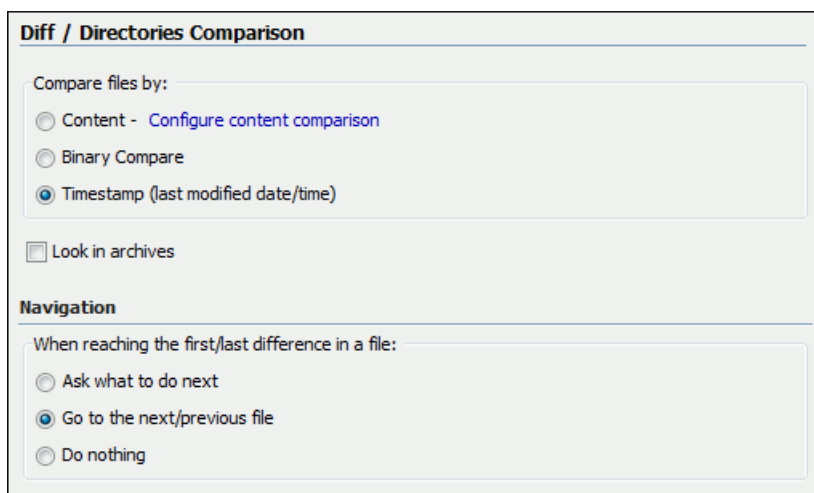 Diff / Directories Comparison
Compare files by:
Content - Configure content comparison
Binary Compare
Timestamp (last modified date/time)
Look in archives
Navigation
When reaching the first/last difference in a file:
Ask what to do next
Go to the next/previous file
Do nothing